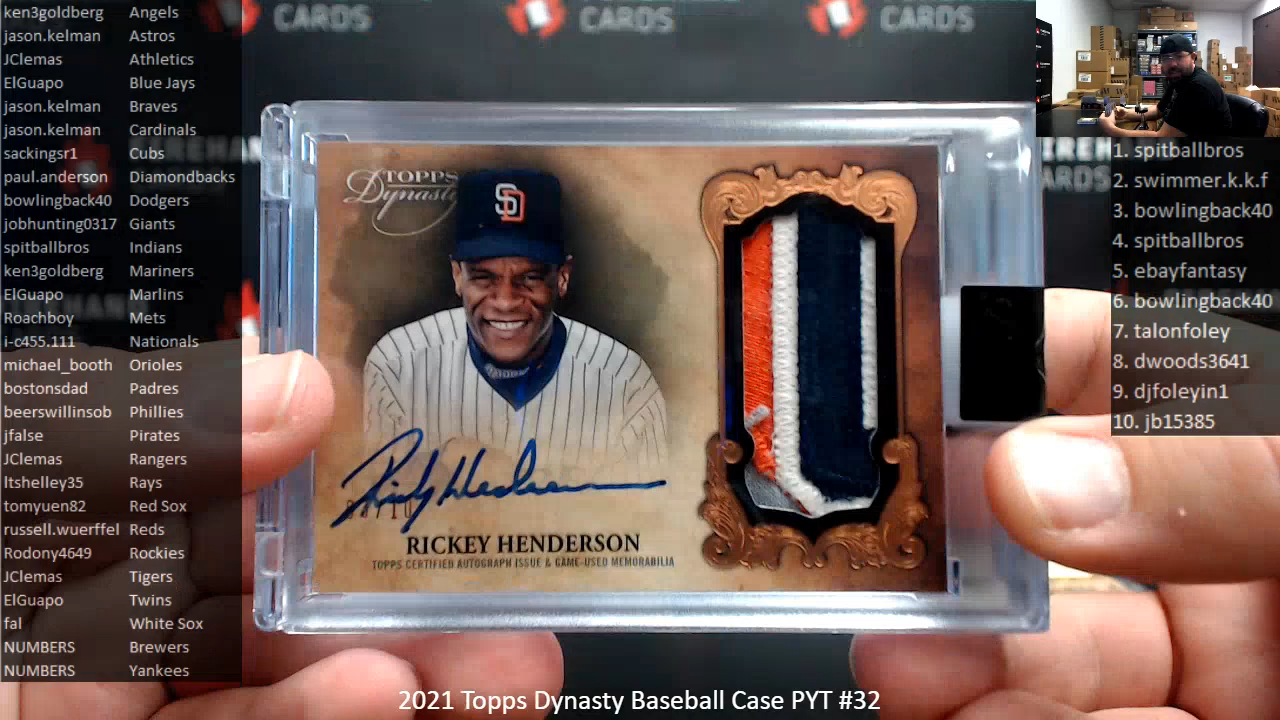 ken3goldberg Angels
jason.kelman Astros
JClemas Athletics
ElGuapo Blue Jays
jason.kelman Braves
jason.kelman Cardinals
sackingsr1 Cubs
paul.anderson Diamondbacks
bowlingback40 Dodgers
jobhunting0317 Giants
spitballbros Indians
ken3goldberg Mariners
ElGuapo Marlins
Roachboy Mets
i-c455.111 Nationals
michael_booth Orioles
bostonsdad Padres
beerswillinsob Phillies
jfalse Pirates
JClemas Rangers
ltshelley35 Rays
tomyuen82 Red Sox
russell.wuerffel Reds
Rodony4649 Rockies
JClemas Tigers
ElGuapo Twins
fal White Sox
NUMBERS Brewers
NUMBERS Yankees
CARDS
CARDS
CARDS
TOPPS
Dynasty
SD
Rickey Henderson
RICKEY HENDERSON
TOPPS CERTIFIED AUTOGRAPH ISSUE & GAME-USED MEMORABILIA
1. spitballbros
2. swimmer.k.k.f
3. bowlingback40
4. spitballbros
5. ebayfantasy
6. bowlingback40
7. talonfoley
8. dwoods3641
9. djfoleyin1
10. jb15385
2021 Topps Dynasty Baseball Case PYT #32